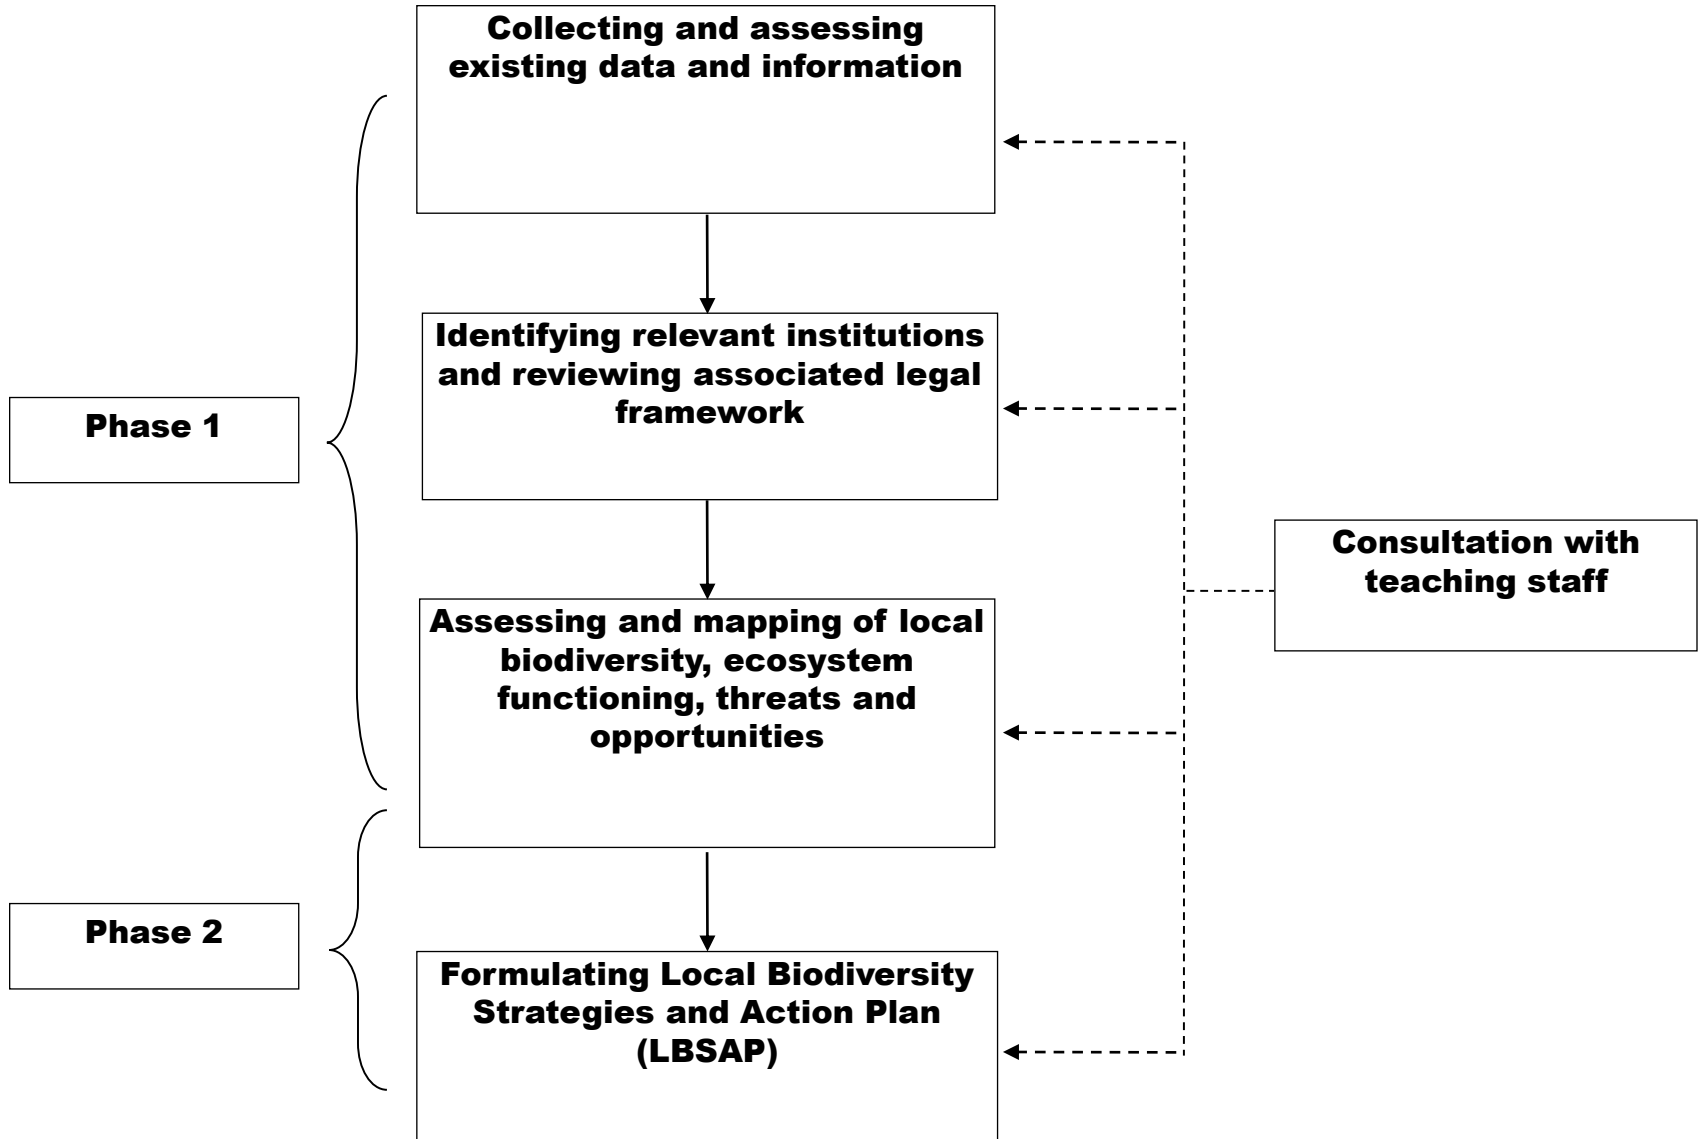 Collecting and assessing
existing data and information
Identifying relevant institutions
and reviewing associated legal
framework
Phase 1
Consultation with
teaching staff
Assessing and mapping of local
biodiversity, ecosystem
functioning, threats and
opportunities
Phase 2
Formulating Local Biodiversity
Strategies and Action Plan
(LBSAP)